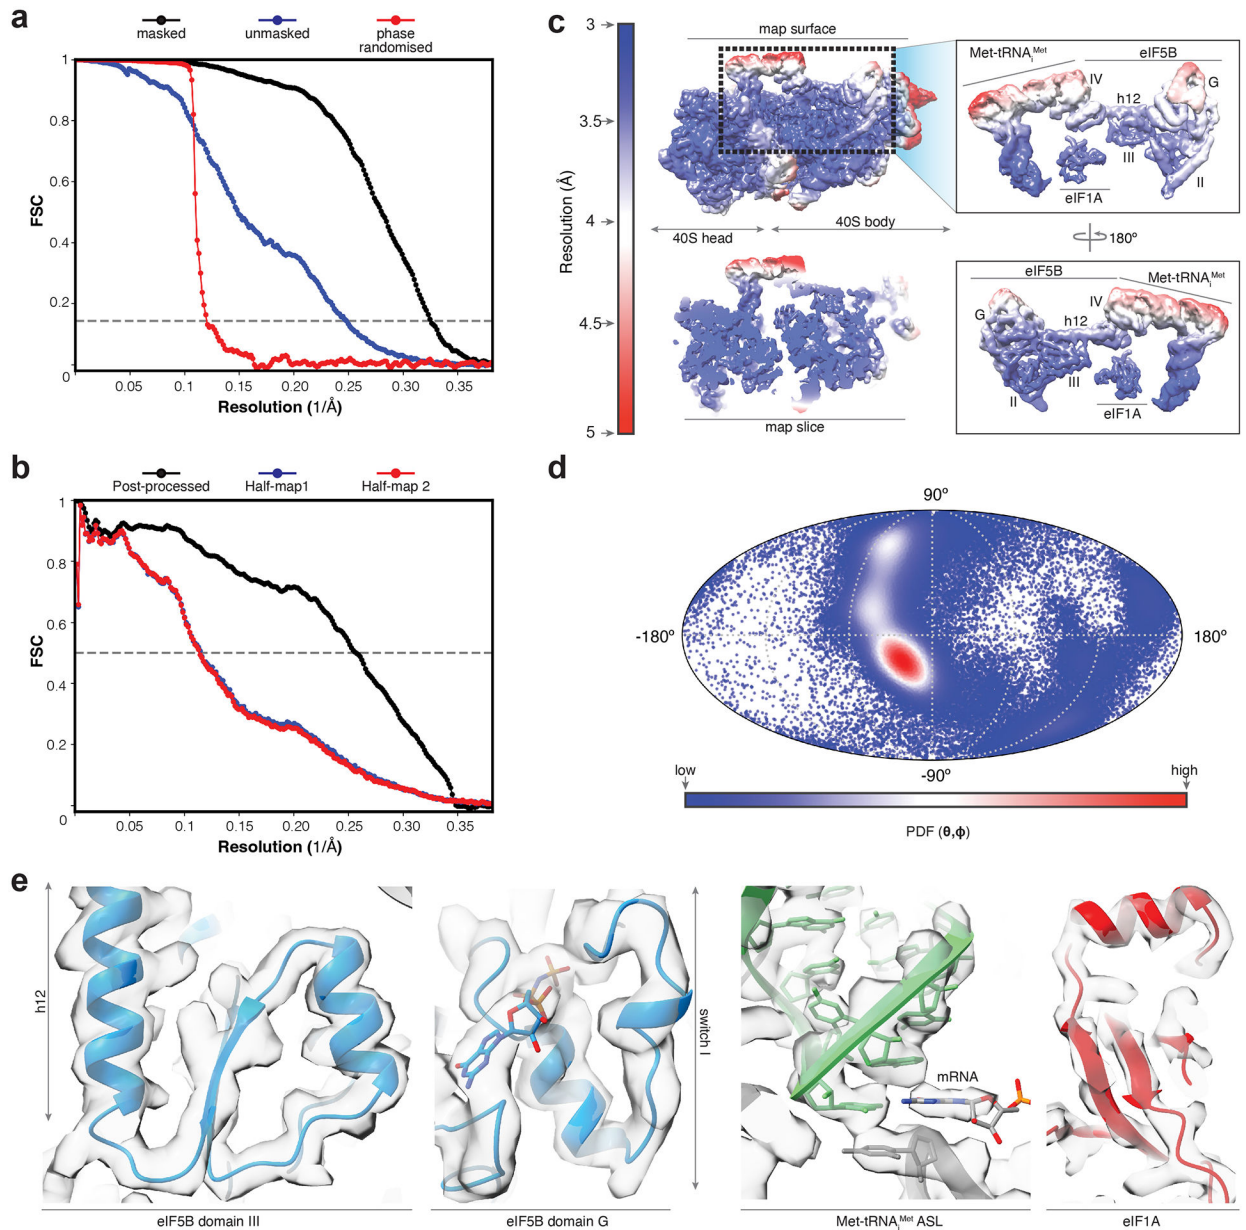 a
masked
unmasked
phase
randomised
1
0.8
0.6
0.4
0.2
0
FSC
0.05
0.1
0.15
0.20
0.25
0.30
0.35
Resolution (1/Å)
b
Post-processed
Half-map1
Half-map 2
1
0.8
0.6
0.4
0.2
0
FSC
0.05
0.1
0.15
0.20
0.25
0.30
0.35
Resolution (1/Å)
c
3
3.5
4
4.5
5
Resolution (Å)
map surface
40S head
40S body
map slice
Met-tRNAiMet
eIF5B
IV
G
h12
III
II
eIF1A
180º
eIF5B
Met-tRNAiMet
G
IV
h12
III
II
eIF1A
d
90º
-180º
180º
-90º
low
high
PDF (θ,ϕ)
e
h12
eIF5B domain III
switch I
eIF5B domain G
mRNA
Met-tRNAiMet ASL
eIF1A